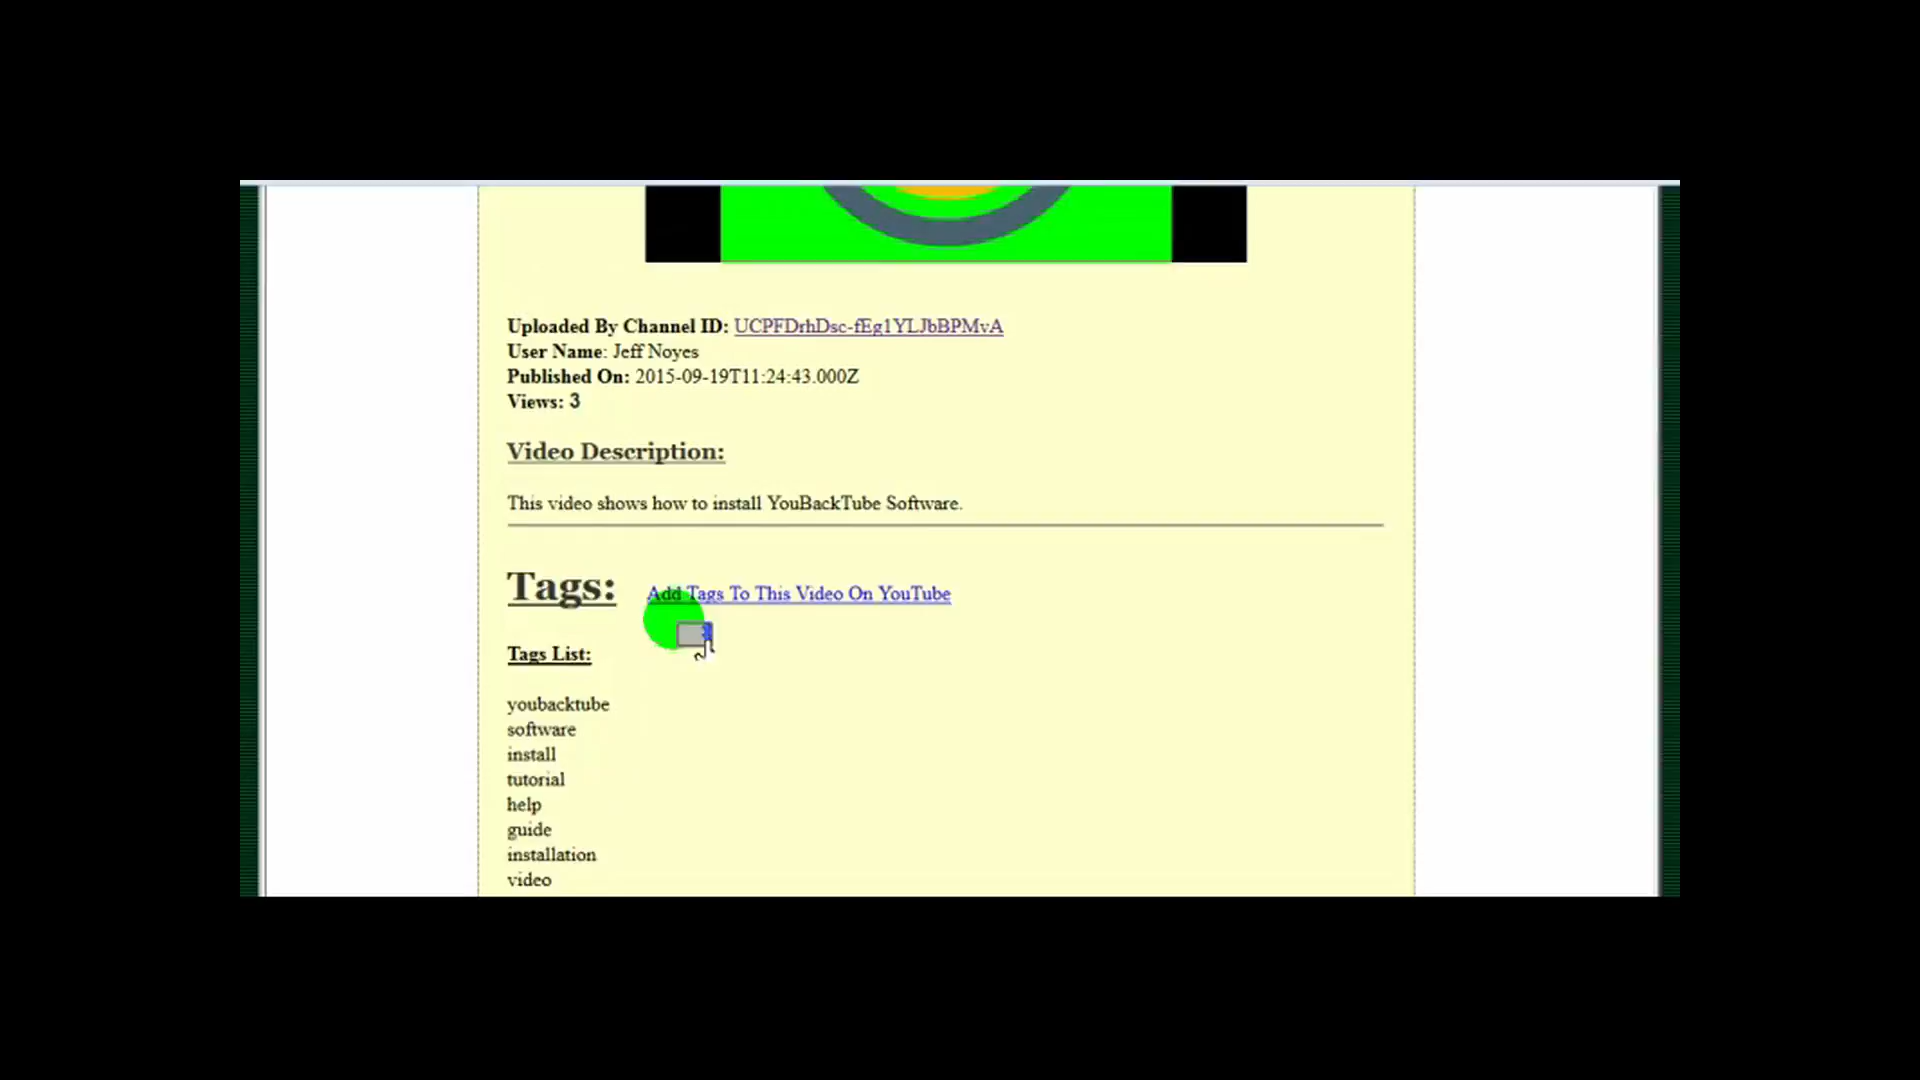 Uploaded By Channel ID: UCPFDrhDsc-fEg1YLJbBPMvA
User Name: Jeff Noyes
Published On: 2015-09-19T11:24:43.000Z
Views: 3
Video Description:
This video shows how to install YouBackTube Software.
Tags: Add Tags To This Video On YouTube
Tags List:
youbacktube
software
install
tutorial
help
guide
installation
video